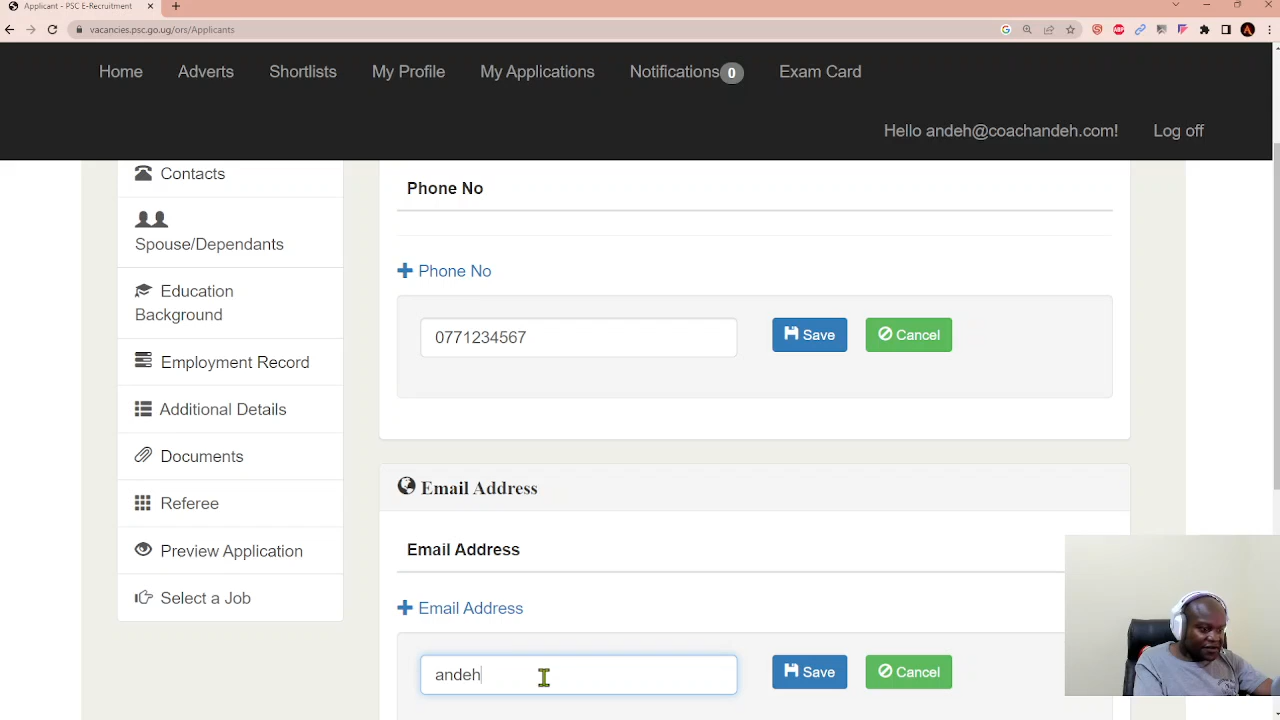 Applicant - PSC E-Recruitment
vacancies.psc.go.ug/ors/Applicants
Home Adverts Shortlists My Profile My Applications Notifications 0 Exam Card
Hello andeh@coachandeh.com! Log off
Contacts
Spouse/Dependants
Education
Background
Employment Record
Additional Details
Documents
Referee
Preview Application
Select a Job
Phone No
Phone No
0771234567 Save Cancel
Email Address
Email Address
Email Address
andeh Save Cancel